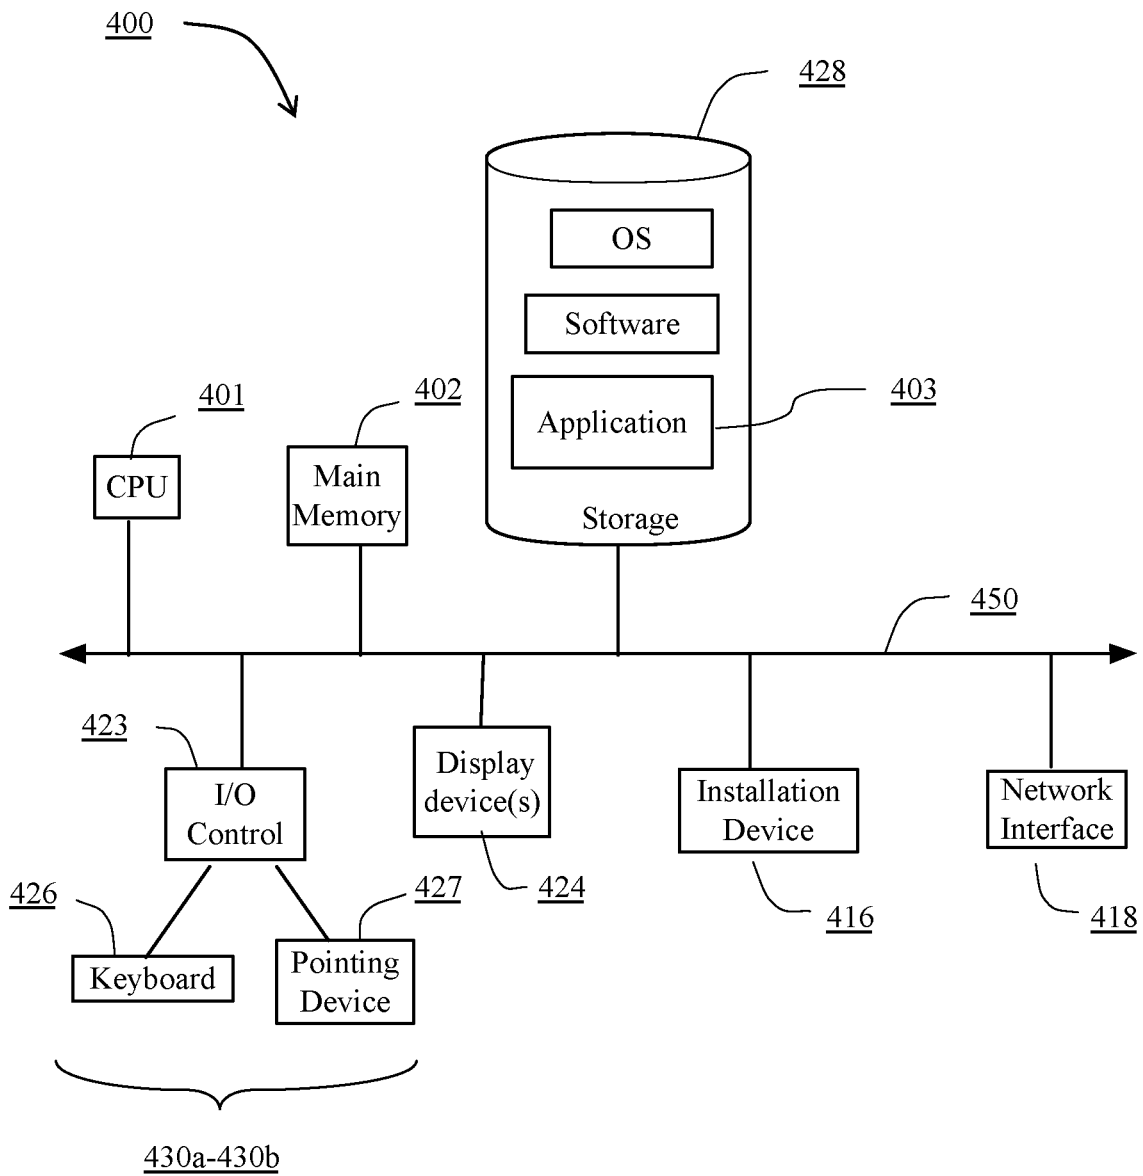 400
428
OS
Software
401
402
Application
403
CPU
Main
Memory
Storage
450
423
I/O
Control
Display
device(s)
Installation
Device
Network
Interface
426
427
424
416
418
Keyboard
Pointing
Device
430a-430b